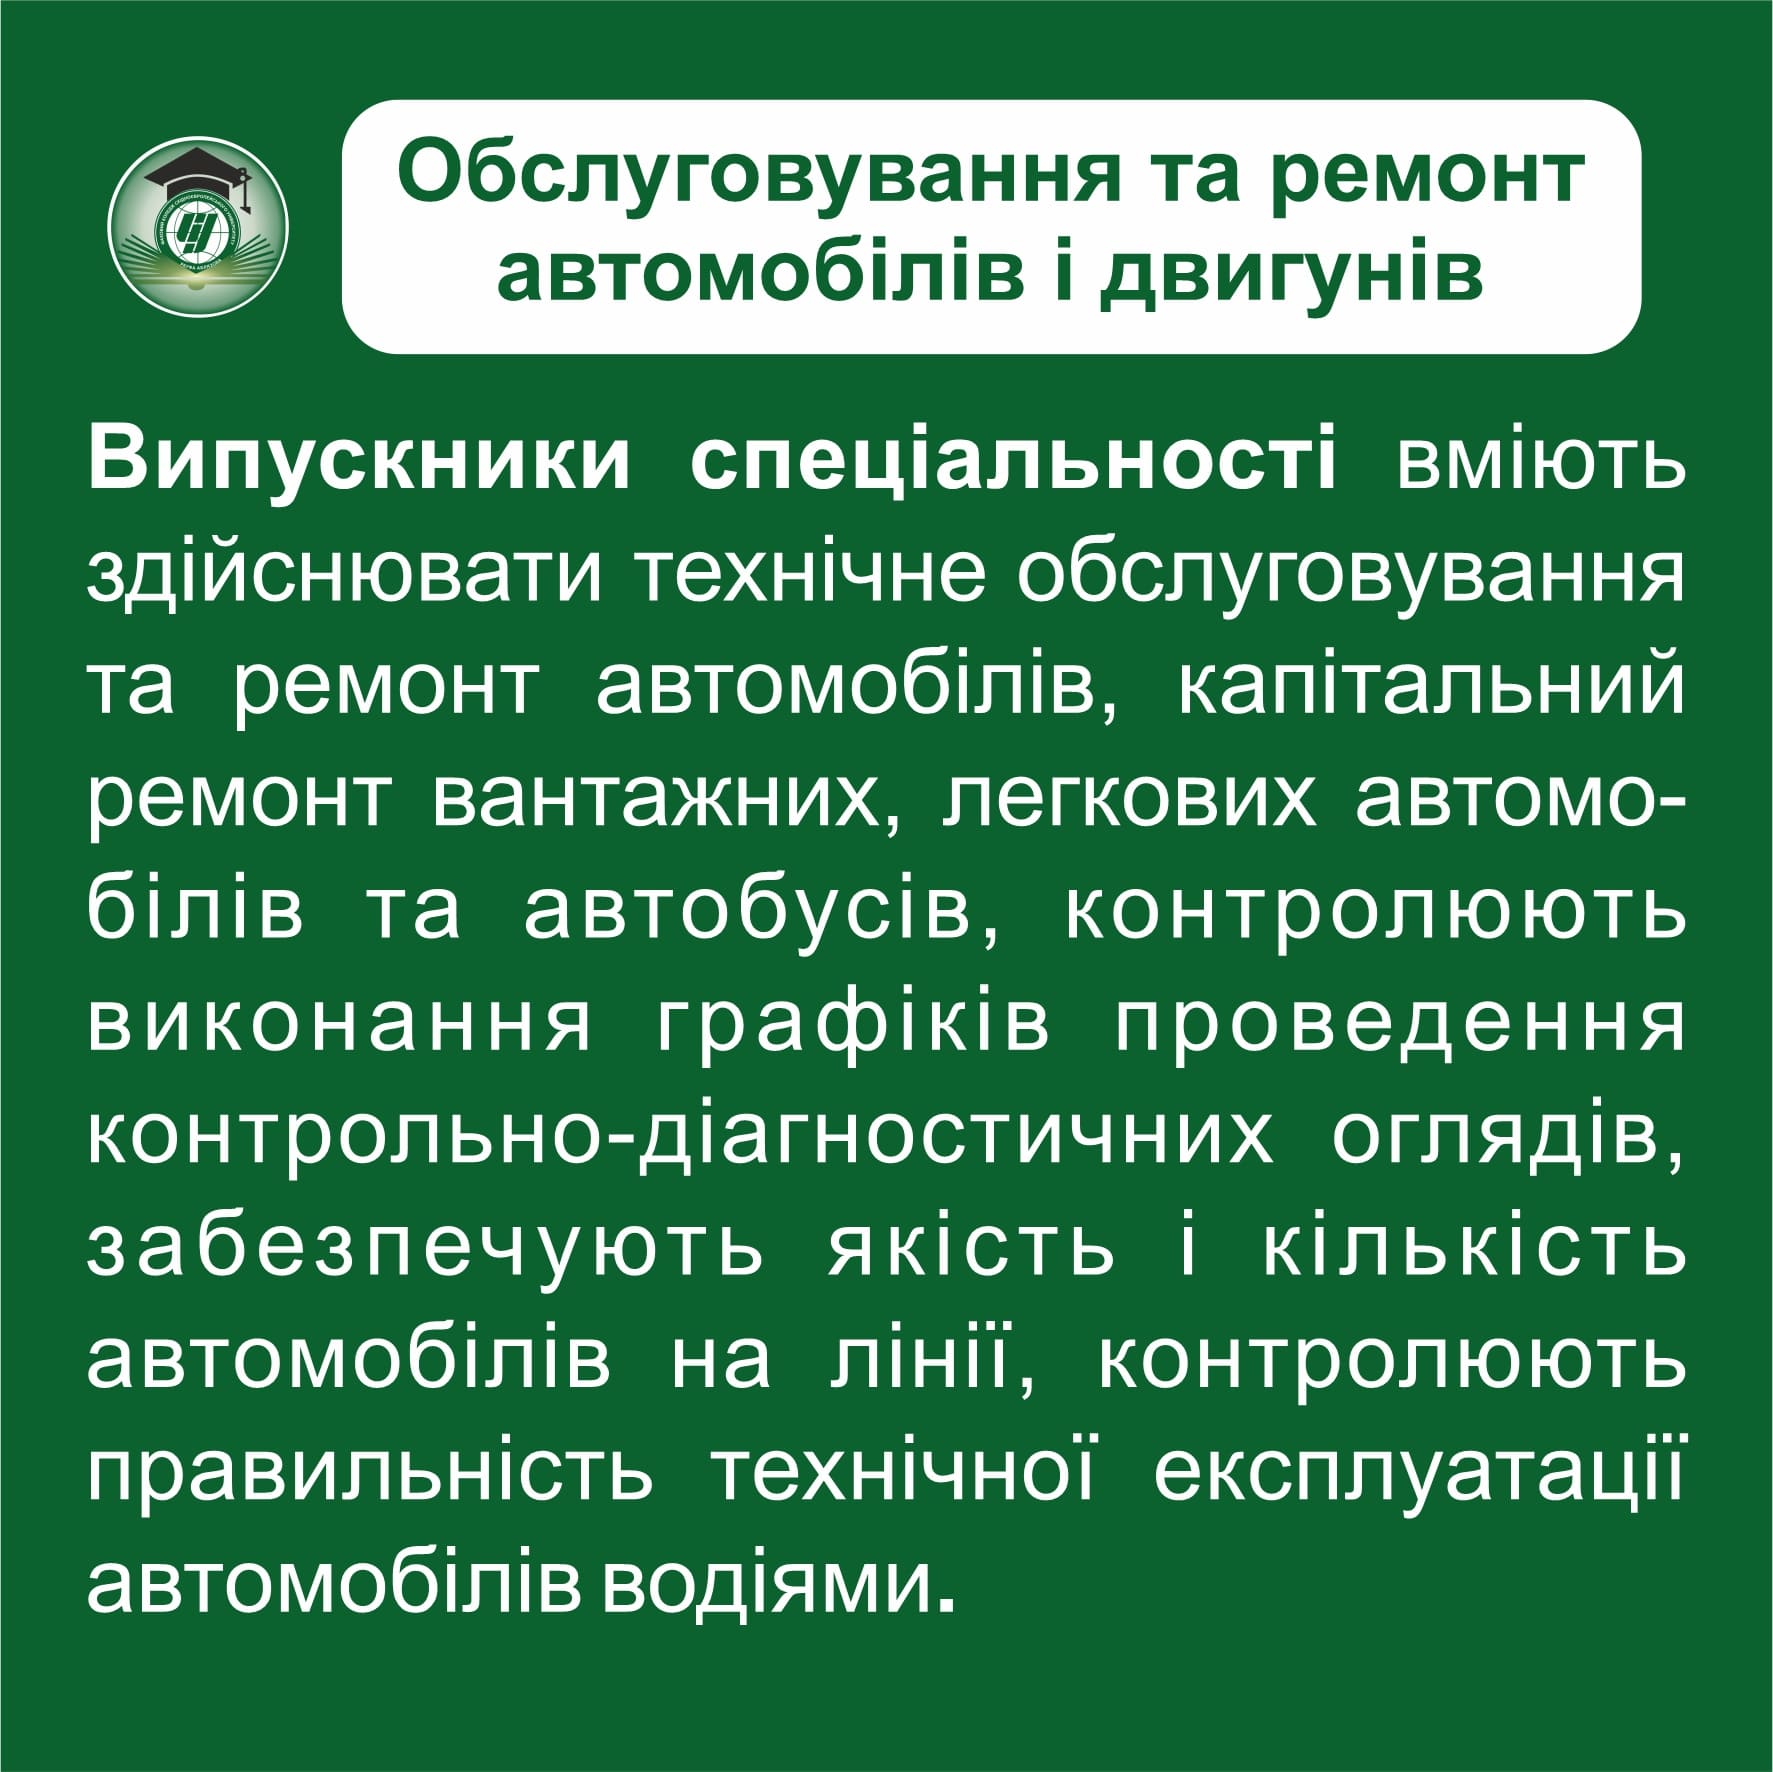 Обслуговування та ремонт
автомобілів і двигунів
Випускники спеціальності вміють
здійснювати технічне обслуговування
та ремонт автомобілів, капітальний
ремонт вантажних, легкових автомо-
білів та автобусів, контролюють
виконання графіків проведення
контрольно-діагностичних оглядів,
забезпечують якість і кількість
автомобілів на лінії, контролюють
правильність технічної експлуатації
автомобілів водіями.